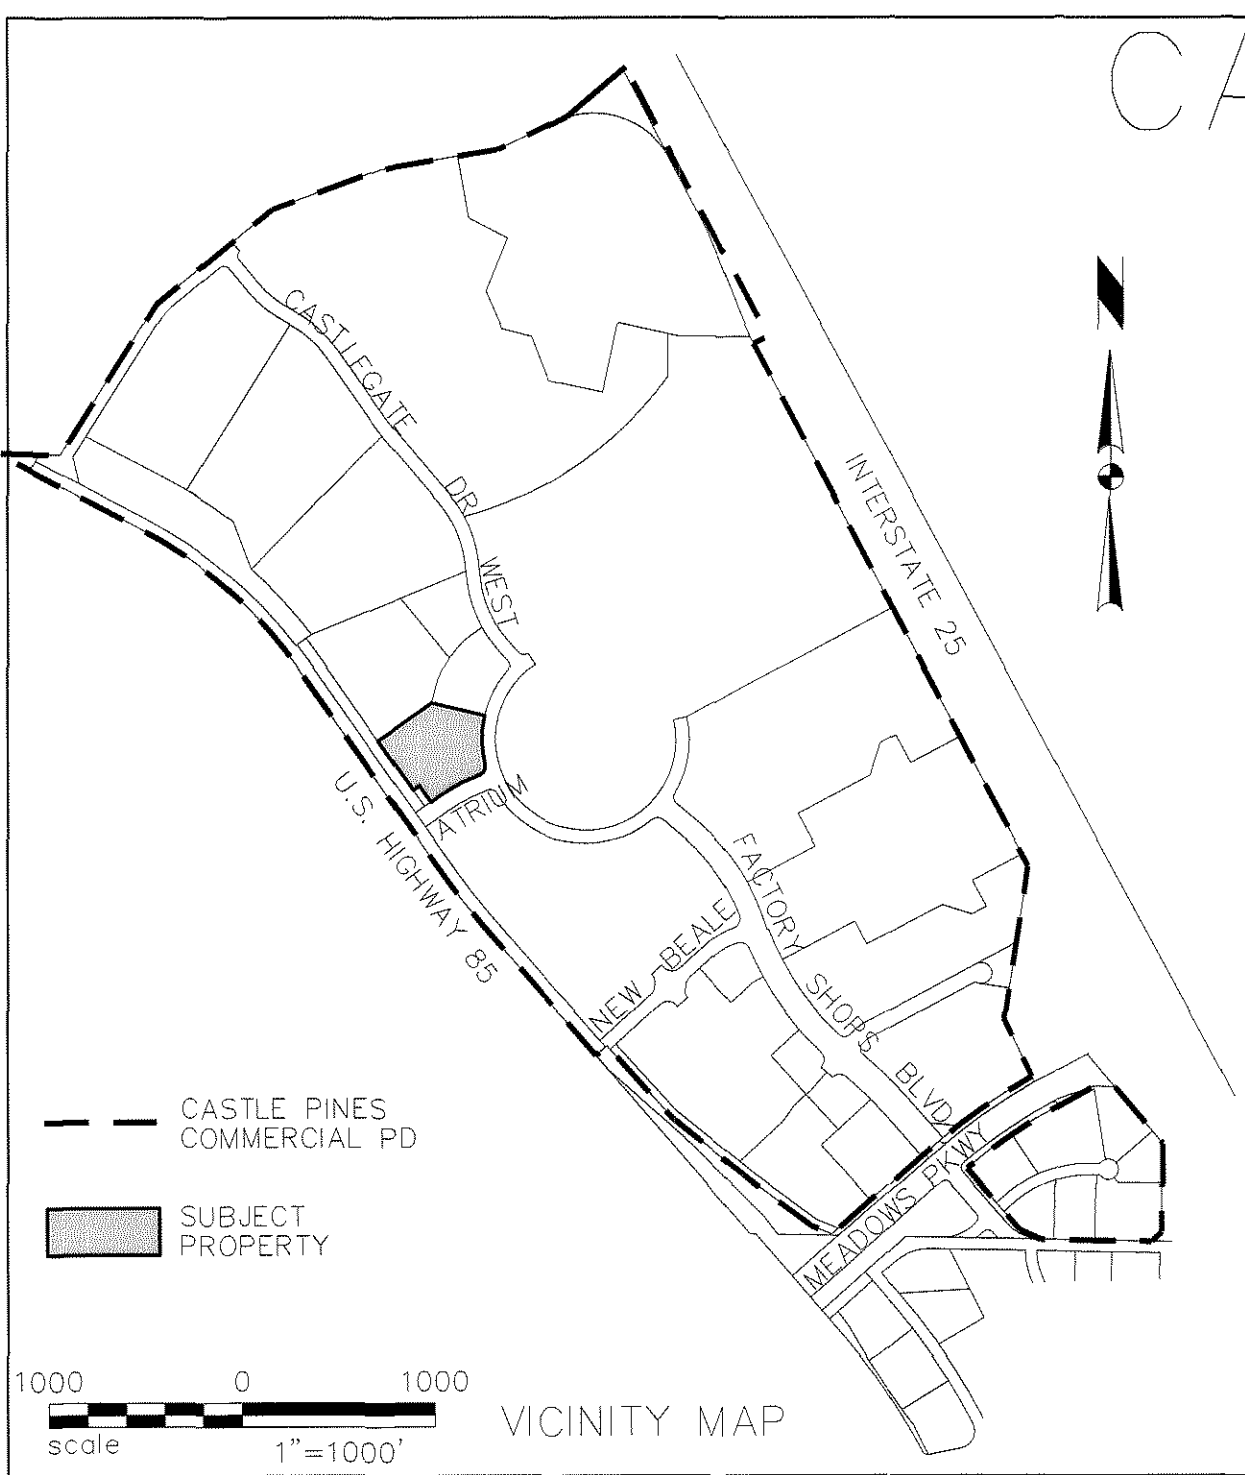 CA
N
CASTLEGATE DR WEST
INTERSTATE 25
U.S. HIGHWAY 85
ATRIUM
FACTORY SHOPS BLVD
NEW BEALE
MEADOWS PKWY
CASTLE PINES
COMMERCIAL PD
SUBJECT
PROPERTY
1000 0 1000
scale 1"=1000'
VICINITY MAP